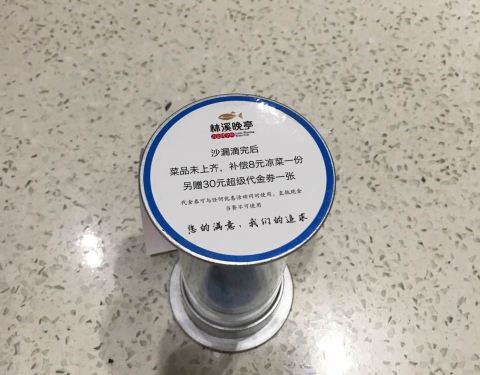 林溪晚亭
沙漏滴完后
菜品未上齐，补偿8元凉菜一份
另赠30元超级代金券一张
您的满意，我们的追求